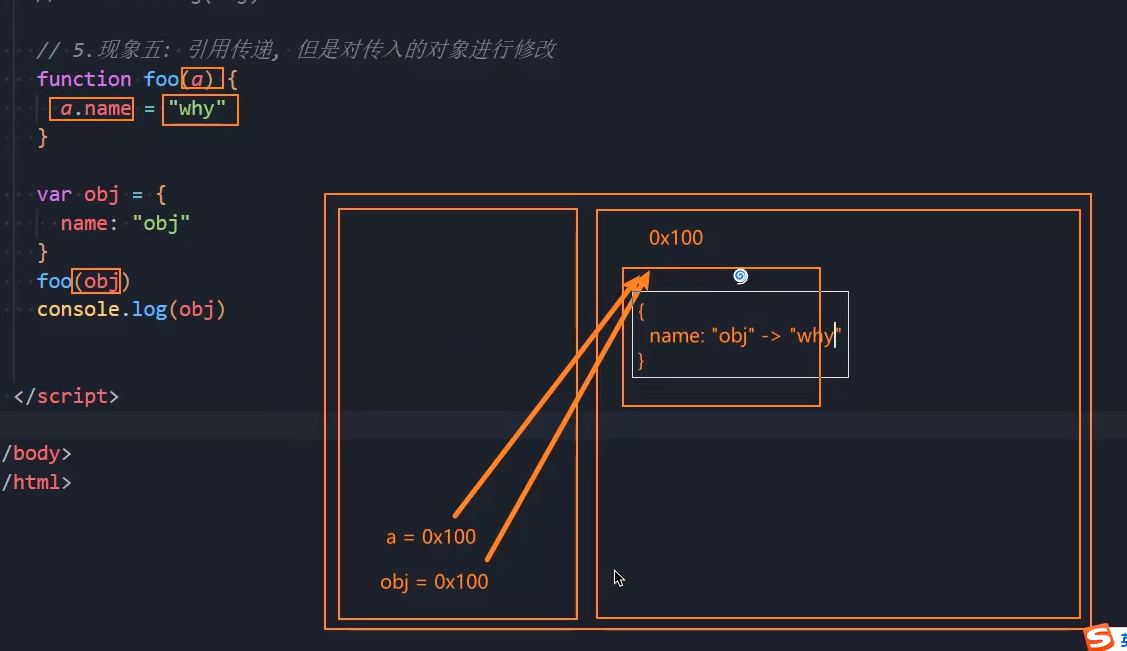 // 5.现象五: 引用传递, 但是对传入的对象进行修改
function foo(a) {
a.name = "why"
}
var obj = {
name: "obj"
}
foo(obj)
console.log(obj)
</script>
/body>
/html>
0x100
{
name: "obj" -> "why"
}
a = 0x100
obj = 0x100